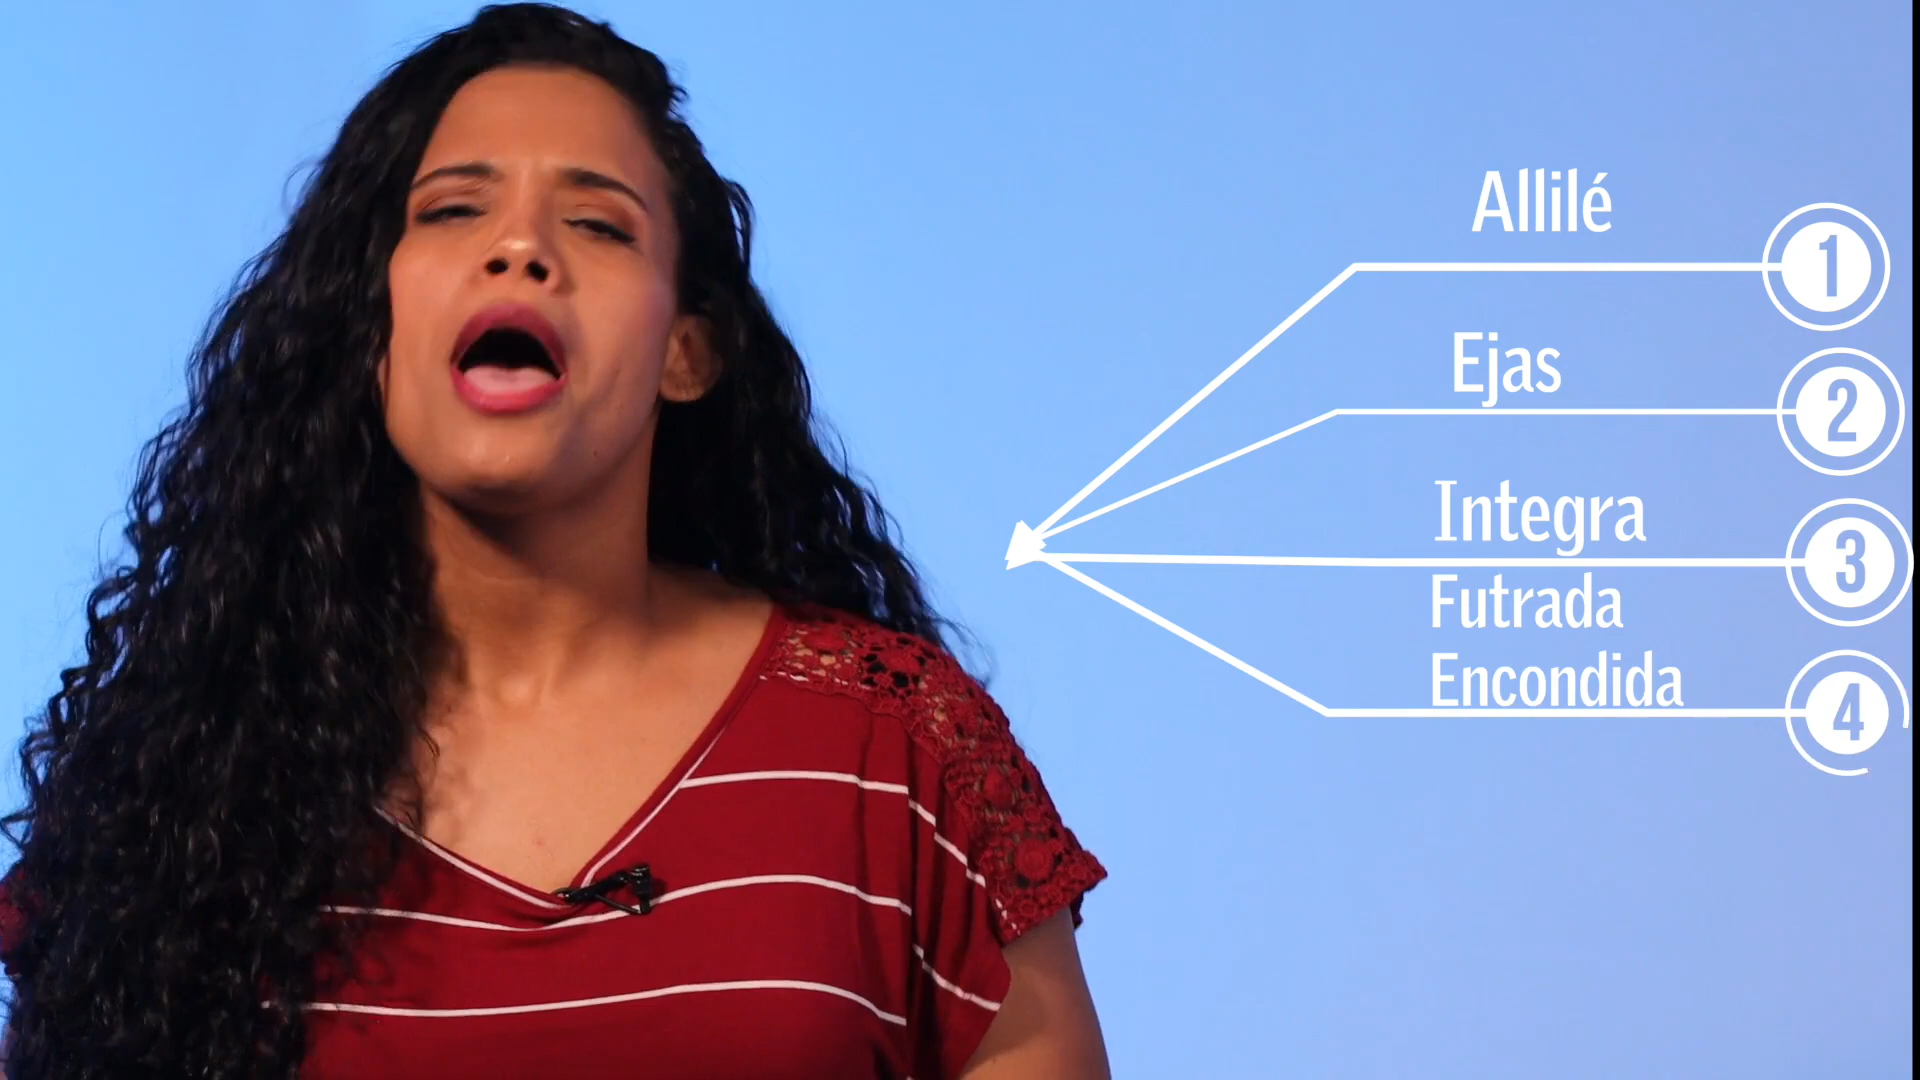 Allilé
1
Ejas
2
Integra
3
Futrada
Encondida
4